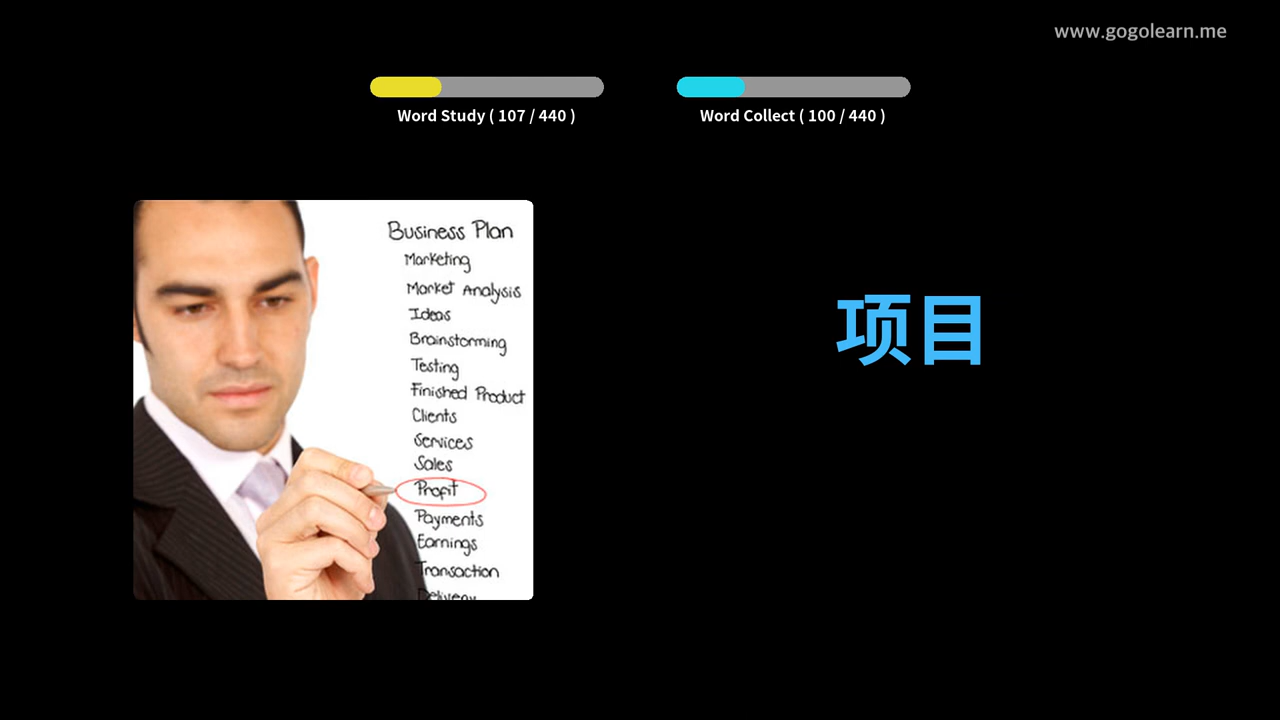 www.gogolearn.me
Word Study ( 107 / 440 )
Word Collect ( 100 / 440 )
Business Plan
Marketing
Market Analysis
Ideas
Brainstorming
Testing
Finished Product
Clients
Services
Sales
Profit
Payments
Earnings
Transaction
Delivery
项目